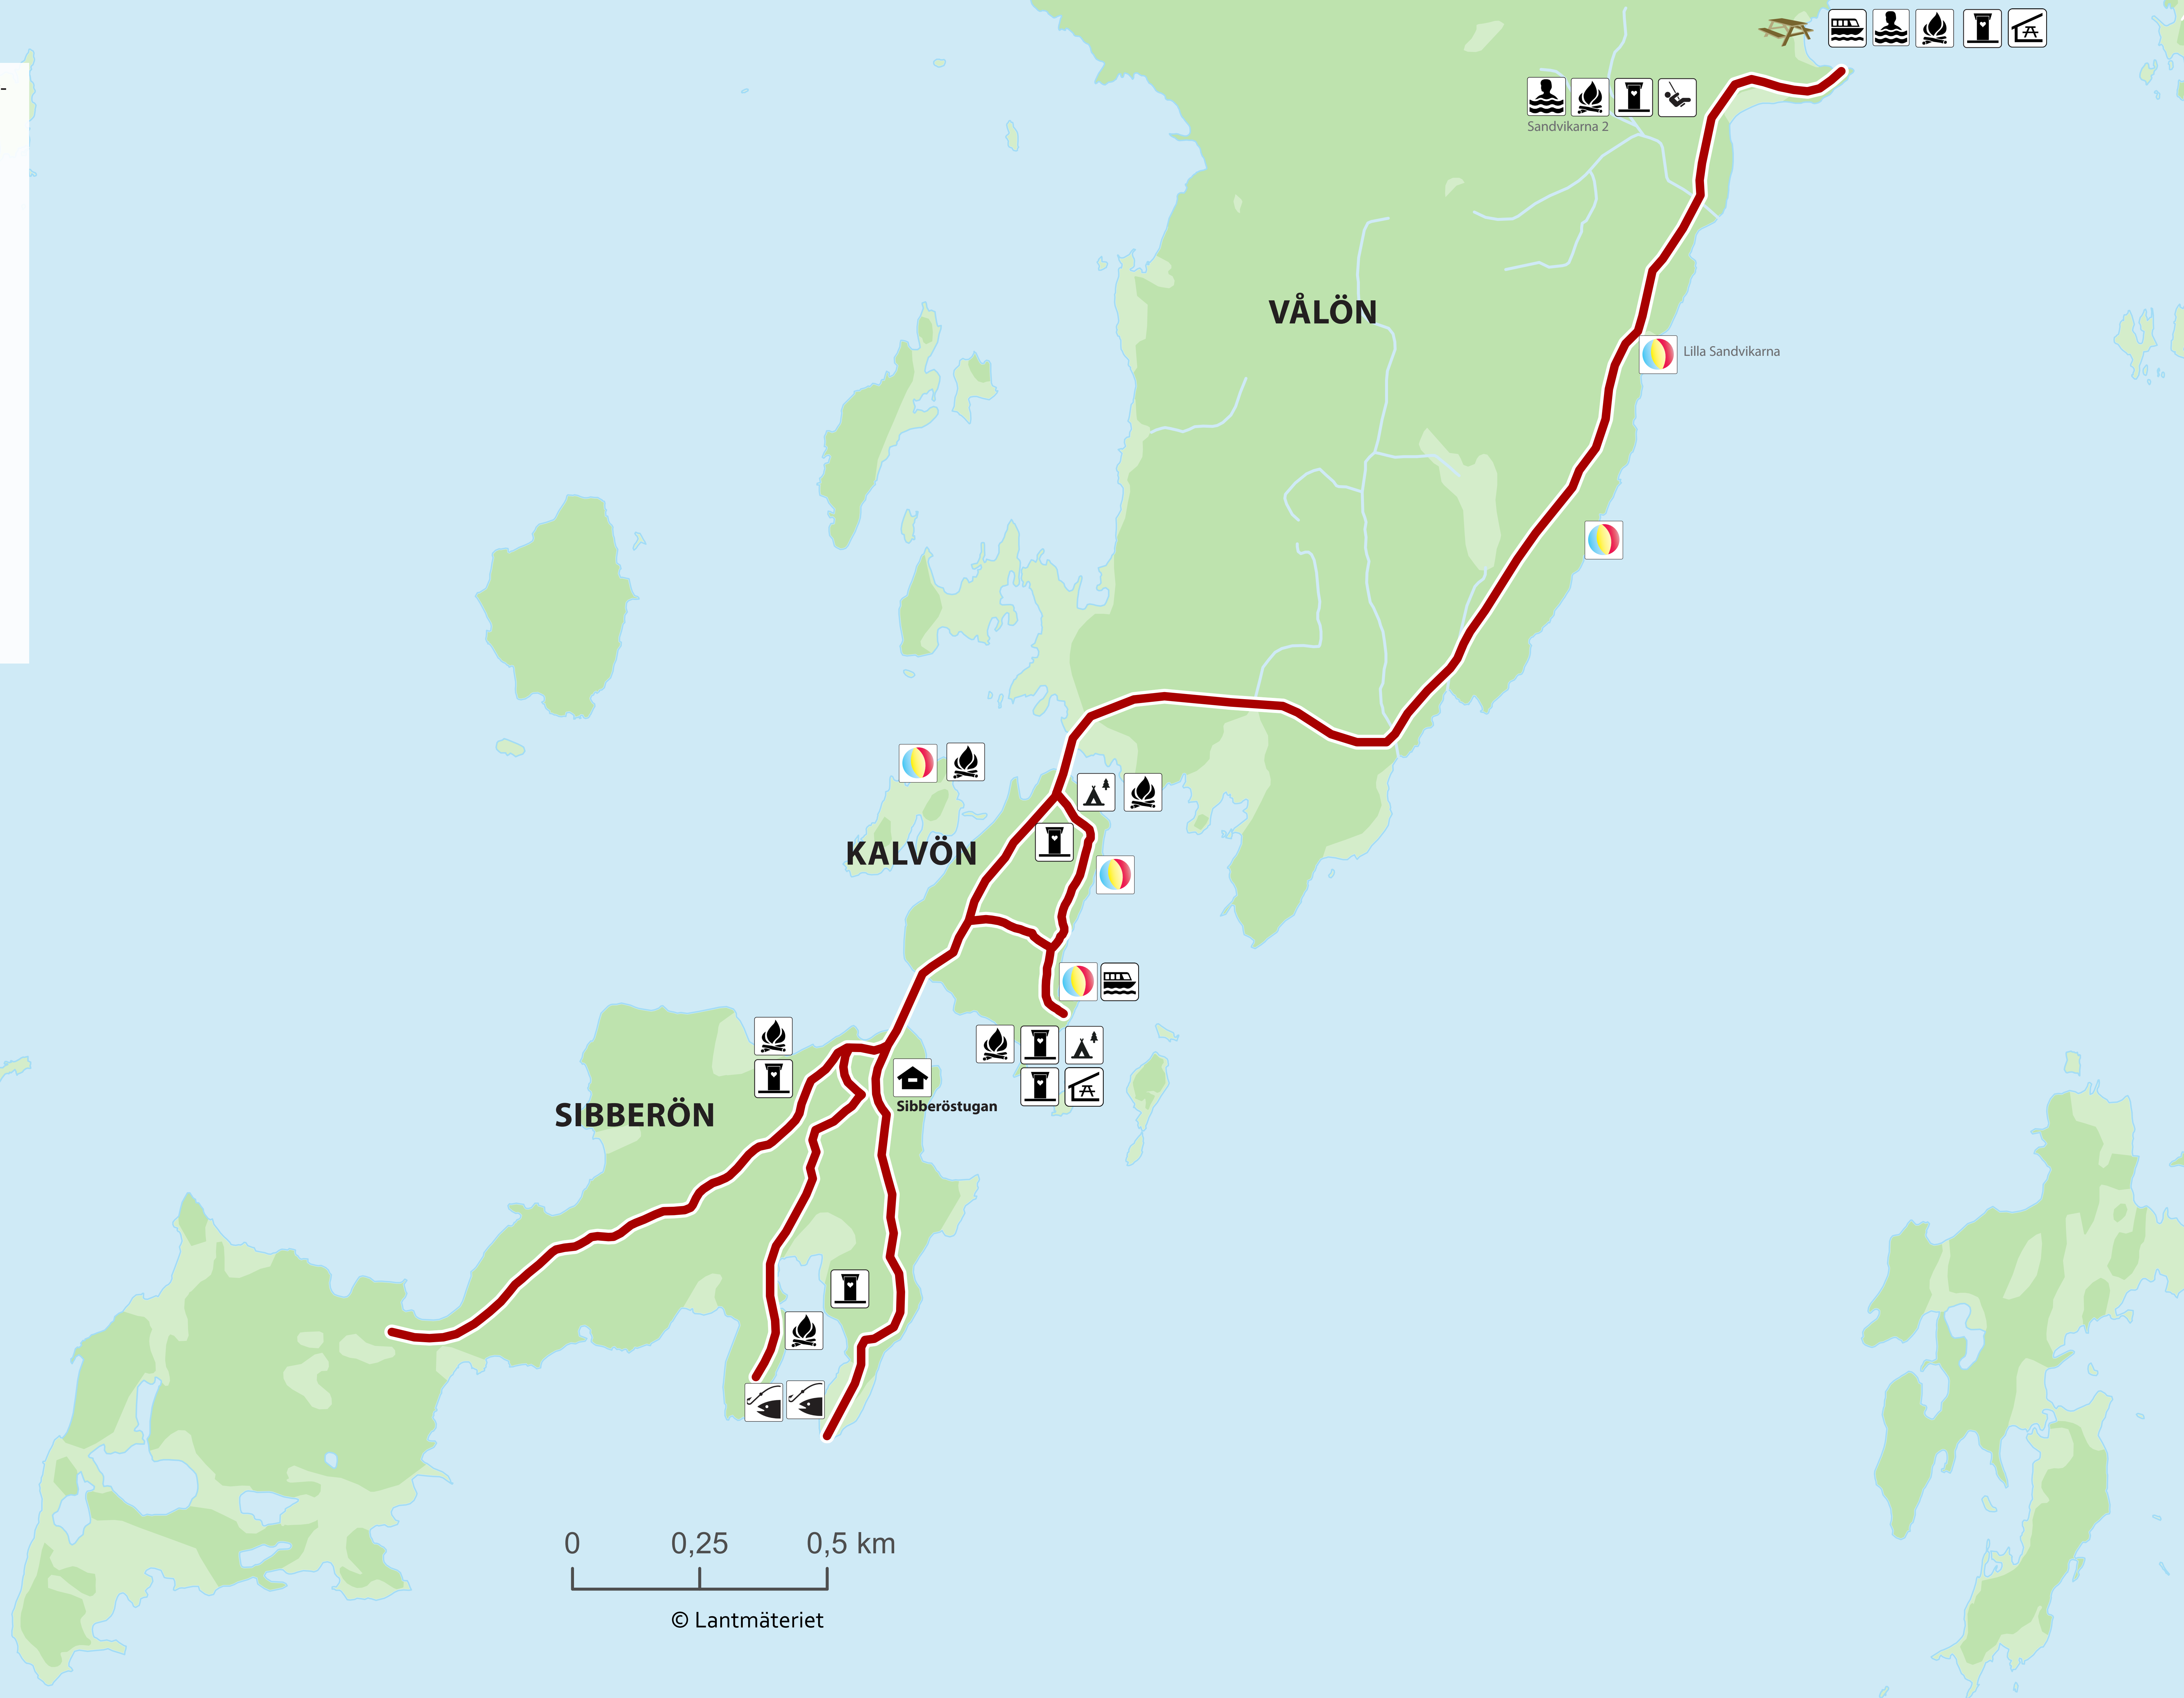 -
Sandvikarna 2
VÅLÖN
Lilla Sandvikarna
KALVÖN
SIBBERÖN
Sibberöstugan
0 0,25 0,5 km
© Lantmäteriet